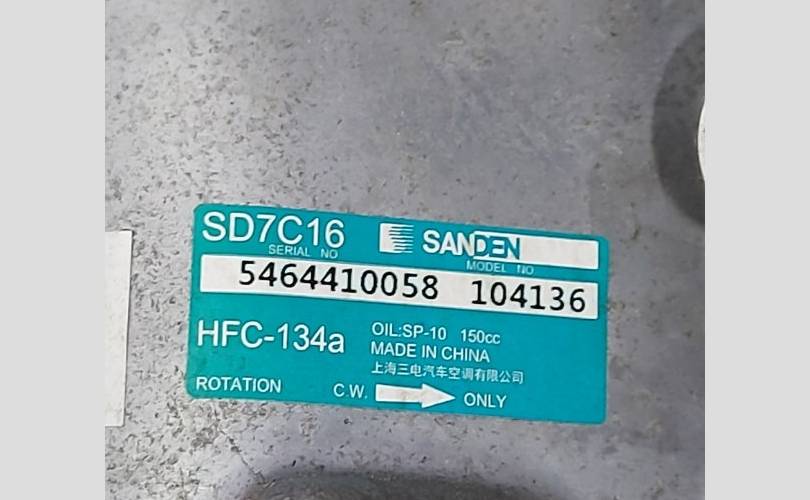 SD7C16 SANDEN
SERIAL NO MODEL NO
5464410058 104136
HFC-134a OIL:SP-10 150cc
MADE IN CHINA
上海三电汽车空调有限公司
ROTATION C.W. ONLY